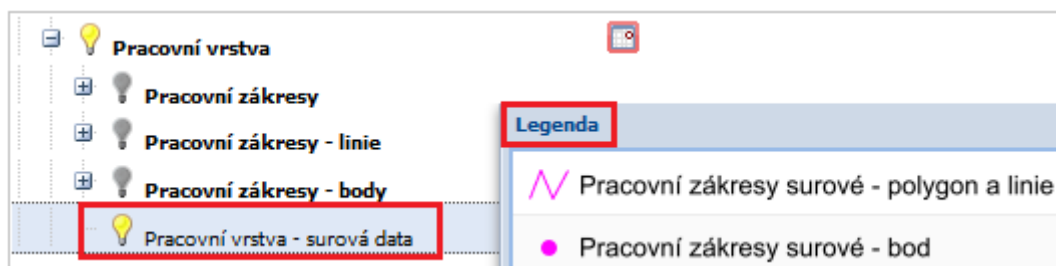 Pracovní vrstva
Pracovní zákresy
Pracovní zákresy - linie
Pracovní zákresy - body
Pracovní vrstva - surová data
Legenda
Pracovní zákresy surové - polygon a linie
Pracovní zákresy surové - bod